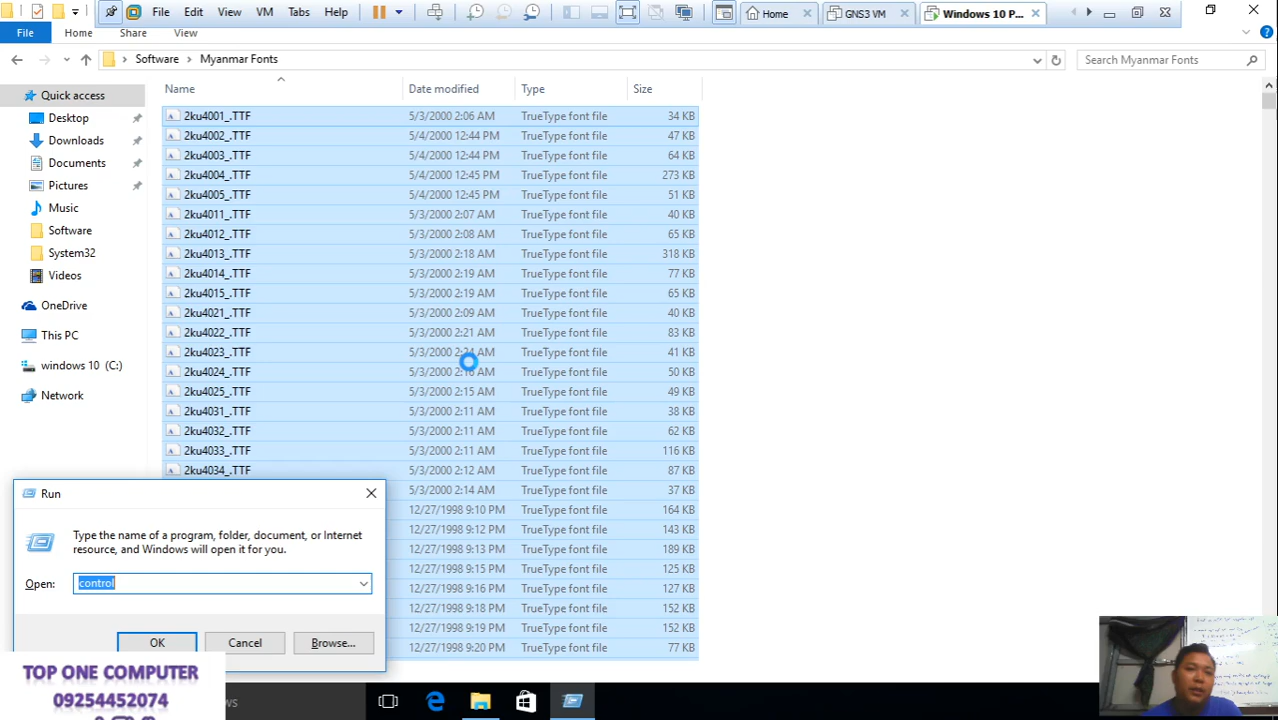 File Edit View VM Tabs Help Home GNS3 VM Windows 10 P...
File Home Share View
Software Myanmar Fonts Search Myanmar Fonts
Name Date modified Type Size
Quick access
Desktop
Downloads
Documents
Pictures
Music
Software
System32
Videos
OneDrive
This PC
windows 10 (C:)
Network
2ku4001_.TTF 5/3/2000 2:06 AM TrueType font file 34 KB
2ku4002_.TTF 5/4/2000 12:44 PM TrueType font file 47 KB
2ku4003_.TTF 5/4/2000 12:44 PM TrueType font file 64 KB
2ku4004_.TTF 5/4/2000 12:45 PM TrueType font file 273 KB
2ku4005_.TTF 5/4/2000 12:45 PM TrueType font file 51 KB
2ku4011_.TTF 5/3/2000 2:07 AM TrueType font file 40 KB
2ku4012_.TTF 5/3/2000 2:08 AM TrueType font file 65 KB
2ku4013_.TTF 5/3/2000 2:18 AM TrueType font file 318 KB
2ku4014_.TTF 5/3/2000 2:19 AM TrueType font file 77 KB
2ku4015_.TTF 5/3/2000 2:19 AM TrueType font file 65 KB
2ku4021_.TTF 5/3/2000 2:09 AM TrueType font file 40 KB
2ku4022_.TTF 5/3/2000 2:21 AM TrueType font file 83 KB
2ku4023_.TTF 5/3/2000 AM TrueType font file 41 KB
2ku4024_.TTF 5/3/2000 AM TrueType font file 50 KB
2ku4025_.TTF 5/3/2000 2:15 AM TrueType font file 49 KB
2ku4031_.TTF 5/3/2000 2:11 AM TrueType font file 38 KB
2ku4032_.TTF 5/3/2000 2:11 AM TrueType font file 62 KB
2ku4033_.TTF 5/3/2000 2:11 AM TrueType font file 116 KB
2ku4034_.TTF 5/3/2000 2:12 AM TrueType font file 87 KB
5/3/2000 2:14 AM TrueType font file 37 KB
12/27/1998 9:10 PM TrueType font file 164 KB
12/27/1998 9:12 PM TrueType font file 143 KB
12/27/1998 9:13 PM TrueType font file 189 KB
12/27/1998 9:15 PM TrueType font file 125 KB
12/27/1998 9:16 PM TrueType font file 127 KB
12/27/1998 9:18 PM TrueType font file 152 KB
12/27/1998 9:19 PM TrueType font file 152 KB
12/27/1998 9:20 PM TrueType font file 77 KB
Run
Type the name of a program, folder, document, or Internet
resource, and Windows will open it for you.
Open: control
OK Cancel Browse...
TOP ONE COMPUTER
09254452074